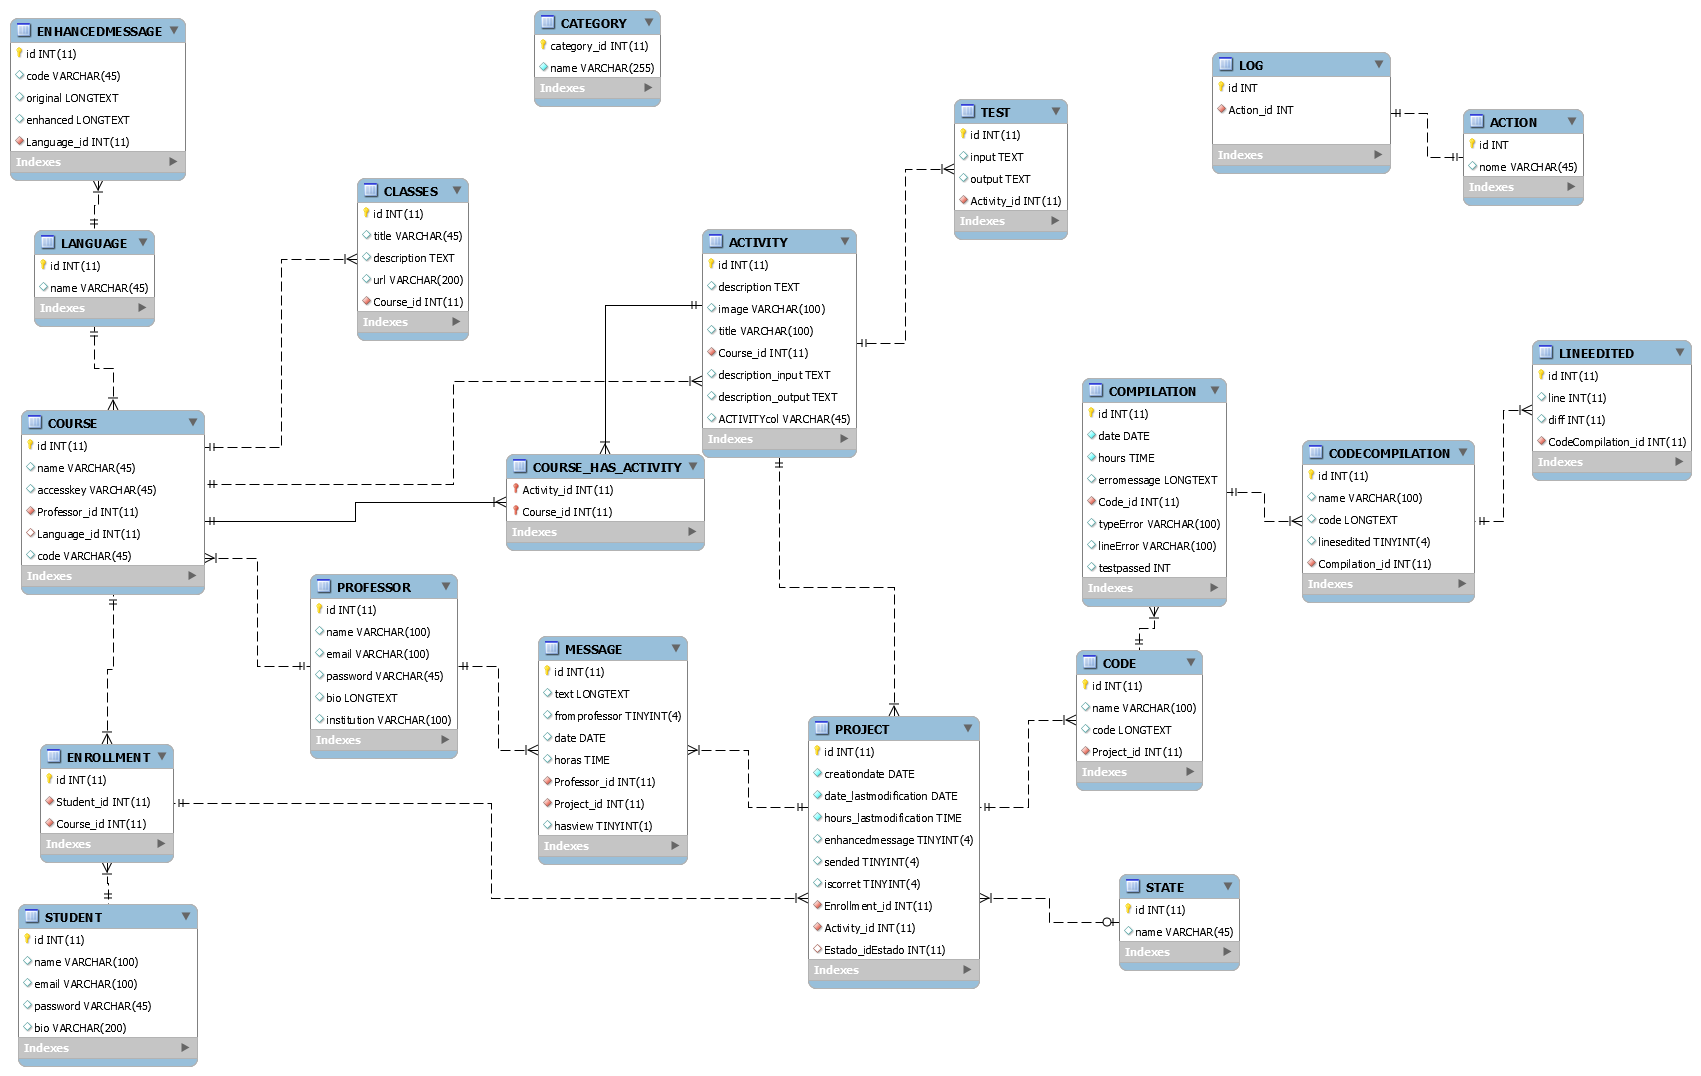 ENHANCEDMESSAGE
id INT(11)
code VARCHAR(45)
original LONGTEXT
enhanced LONGTEXT
Language_id INT(11)
Indexes
CATEGORY
category_id INT(11)
name VARCHAR(255)
Indexes
LOG
id INT
Action_id INT
Indexes
ACTION
id INT
nome VARCHAR(45)
Indexes
TEST
id INT(11)
input TEXT
output TEXT
Activity_id INT(11)
Indexes
CLASSES
id INT(11)
title VARCHAR(45)
description TEXT
url VARCHAR(200)
Course_id INT(11)
Indexes
LANGUAGE
id INT(11)
name VARCHAR(45)
Indexes
ACTIVITY
id INT(11)
description TEXT
image VARCHAR(100)
title VARCHAR(100)
Course_id INT(11)
description_input TEXT
description_output TEXT
ACTIVITYcol VARCHAR(45)
Indexes
LINEEDITED
id INT(11)
line INT(11)
diff INT(11)
CodeCompilation_id INT(11)
Indexes
COMPILATION
id INT(11)
date DATE
hours TIME
erromessage LONGTEXT
Code_id INT(11)
typeError VARCHAR(100)
lineError VARCHAR(100)
testpassed INT
Indexes
CODECOMPILATION
id INT(11)
name VARCHAR(100)
code LONGTEXT
linesedited TINYINT(4)
Compilation_id INT(11)
Indexes
COURSE
id INT(11)
name VARCHAR(45)
accesskey VARCHAR(45)
Professor_id INT(11)
Language_id INT(11)
code VARCHAR(45)
Indexes
COURSE_HAS_ACTIVITY
Activity_id INT(11)
Course_id INT(11)
Indexes
PROFESSOR
id INT(11)
name VARCHAR(100)
email VARCHAR(100)
password VARCHAR(45)
bio LONGTEXT
institution VARCHAR(100)
Indexes
MESSAGE
id INT(11)
text LONGTEXT
fromprofessor TINYINT(4)
date DATE
horas TIME
Professor_id INT(11)
Project_id INT(11)
hasview TINYINT(1)
Indexes
CODE
id INT(11)
name VARCHAR(100)
code LONGTEXT
Project_id INT(11)
Indexes
PROJECT
id INT(11)
creationdate DATE
date_lastmodification DATE
hours_lastmodification TIME
enhancedmessage TINYINT(4)
sended TINYINT(4)
iscorret TINYINT(4)
Enrollment_id INT(11)
Activity_id INT(11)
Estado_idEstado INT(11)
Indexes
ENROLLMENT
id INT(11)
Student_id INT(11)
Course_id INT(11)
Indexes
STATE
id INT(11)
name VARCHAR(45)
Indexes
STUDENT
id INT(11)
name VARCHAR(100)
email VARCHAR(100)
password VARCHAR(45)
bio VARCHAR(200)
Indexes